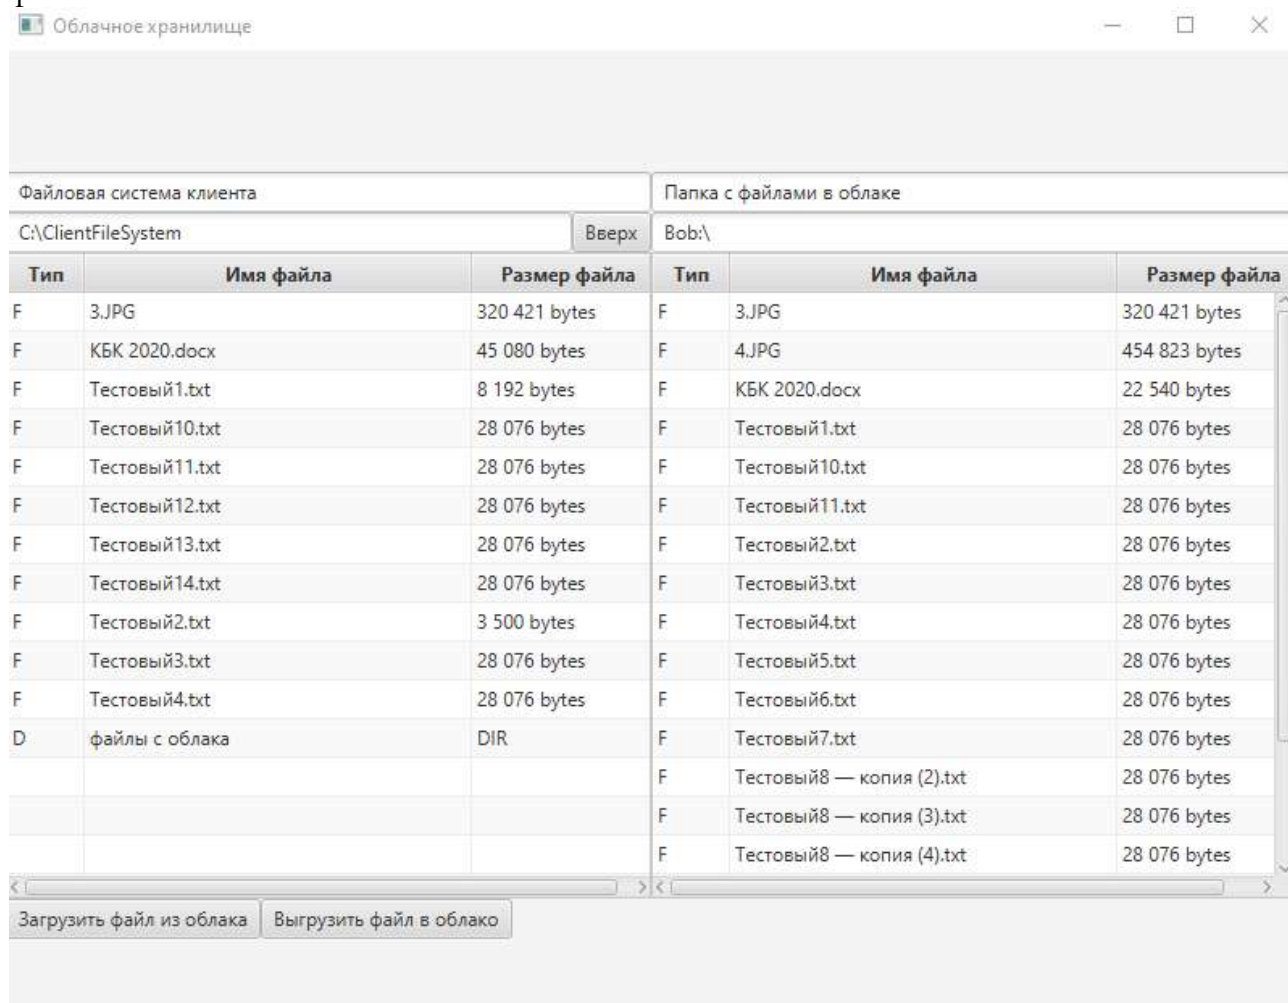 Облачное хранилище
Файловая система клиента Папка с файлами в облаке
C:\ClientFileSystem Вверх Bob:\
Тип Имя файла Размер файла Тип Имя файла Размер файла
F 3.JPG 320 421 bytes F 3.JPG 320 421 bytes
F КБК 2020.docx 45 080 bytes F 4.JPG 454 823 bytes
F Тестовый1.txt 8 192 bytes F КБК 2020.docx 22 540 bytes
F Тестовый10.txt 28 076 bytes F Тестовый1.txt 28 076 bytes
F Тестовый11.txt 28 076 bytes F Тестовый10.txt 28 076 bytes
F Тестовый12.txt 28 076 bytes F Тестовый11.txt 28 076 bytes
F Тестовый13.txt 28 076 bytes F Тестовый2.txt 28 076 bytes
F Тестовый14.txt 28 076 bytes F Тестовый3.txt 28 076 bytes
F Тестовый2.txt 3 500 bytes F Тестовый4.txt 28 076 bytes
F Тестовый3.txt 28 076 bytes F Тестовый5.txt 28 076 bytes
F Тестовый4.txt 28 076 bytes F Тестовый6.txt 28 076 bytes
D файлы с облака DIR F Тестовый7.txt 28 076 bytes
F Тестовый8 — копия (2).txt 28 076 bytes
F Тестовый8 — копия (3).txt 28 076 bytes
F Тестовый8 — копия (4).txt 28 076 bytes
Загрузить файл из облака Выгрузить файл в облако